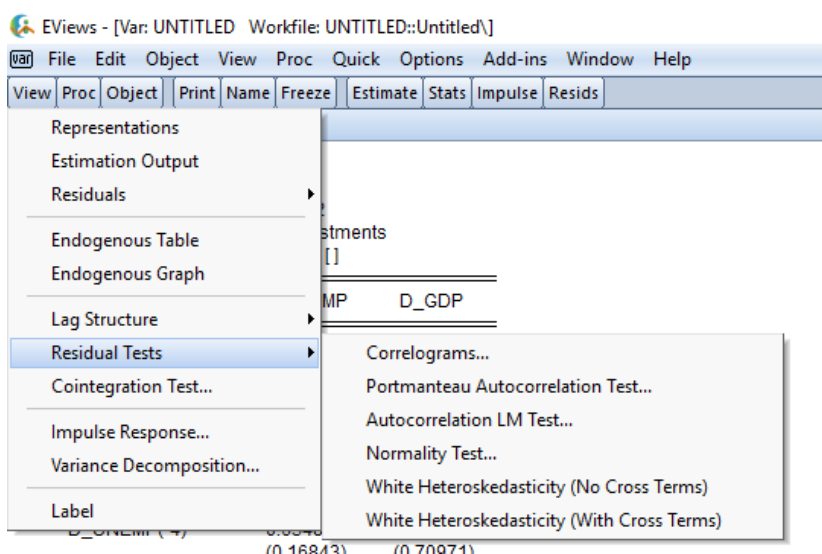 EViews - [Var: UNTITLED Workfile: UNTITLED::Untitled\]
var File Edit Object View Proc Quick Options Add-ins Window Help
View Proc Object Print Name Freeze Estimate Stats Impulse Resids
Representations
Estimation Output
Residuals
stments
[ ]
Endogenous Table
Endogenous Graph
MP D_GDP
Lag Structure
Residual Tests
Cointegration Test...
Impulse Response...
Variance Decomposition...
Label
Correlograms...
Portmanteau Autocorrelation Test...
Autocorrelation LM Test...
Normality Test...
White Heteroskedasticity (No Cross Terms)
White Heteroskedasticity (With Cross Terms)
(0.16843) (0.70971)